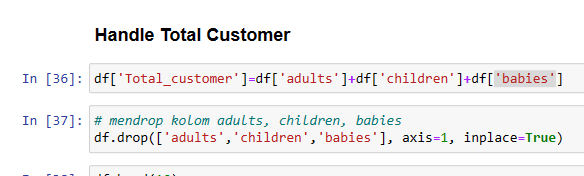 Handle Total Customer
In [36]: df['Total_customer']=df['adults']+df['children']+df['babies']
In [37]: # mendrop kolom adults, children, babies
df.drop(['adults','children','babies'], axis=1, inplace=True)